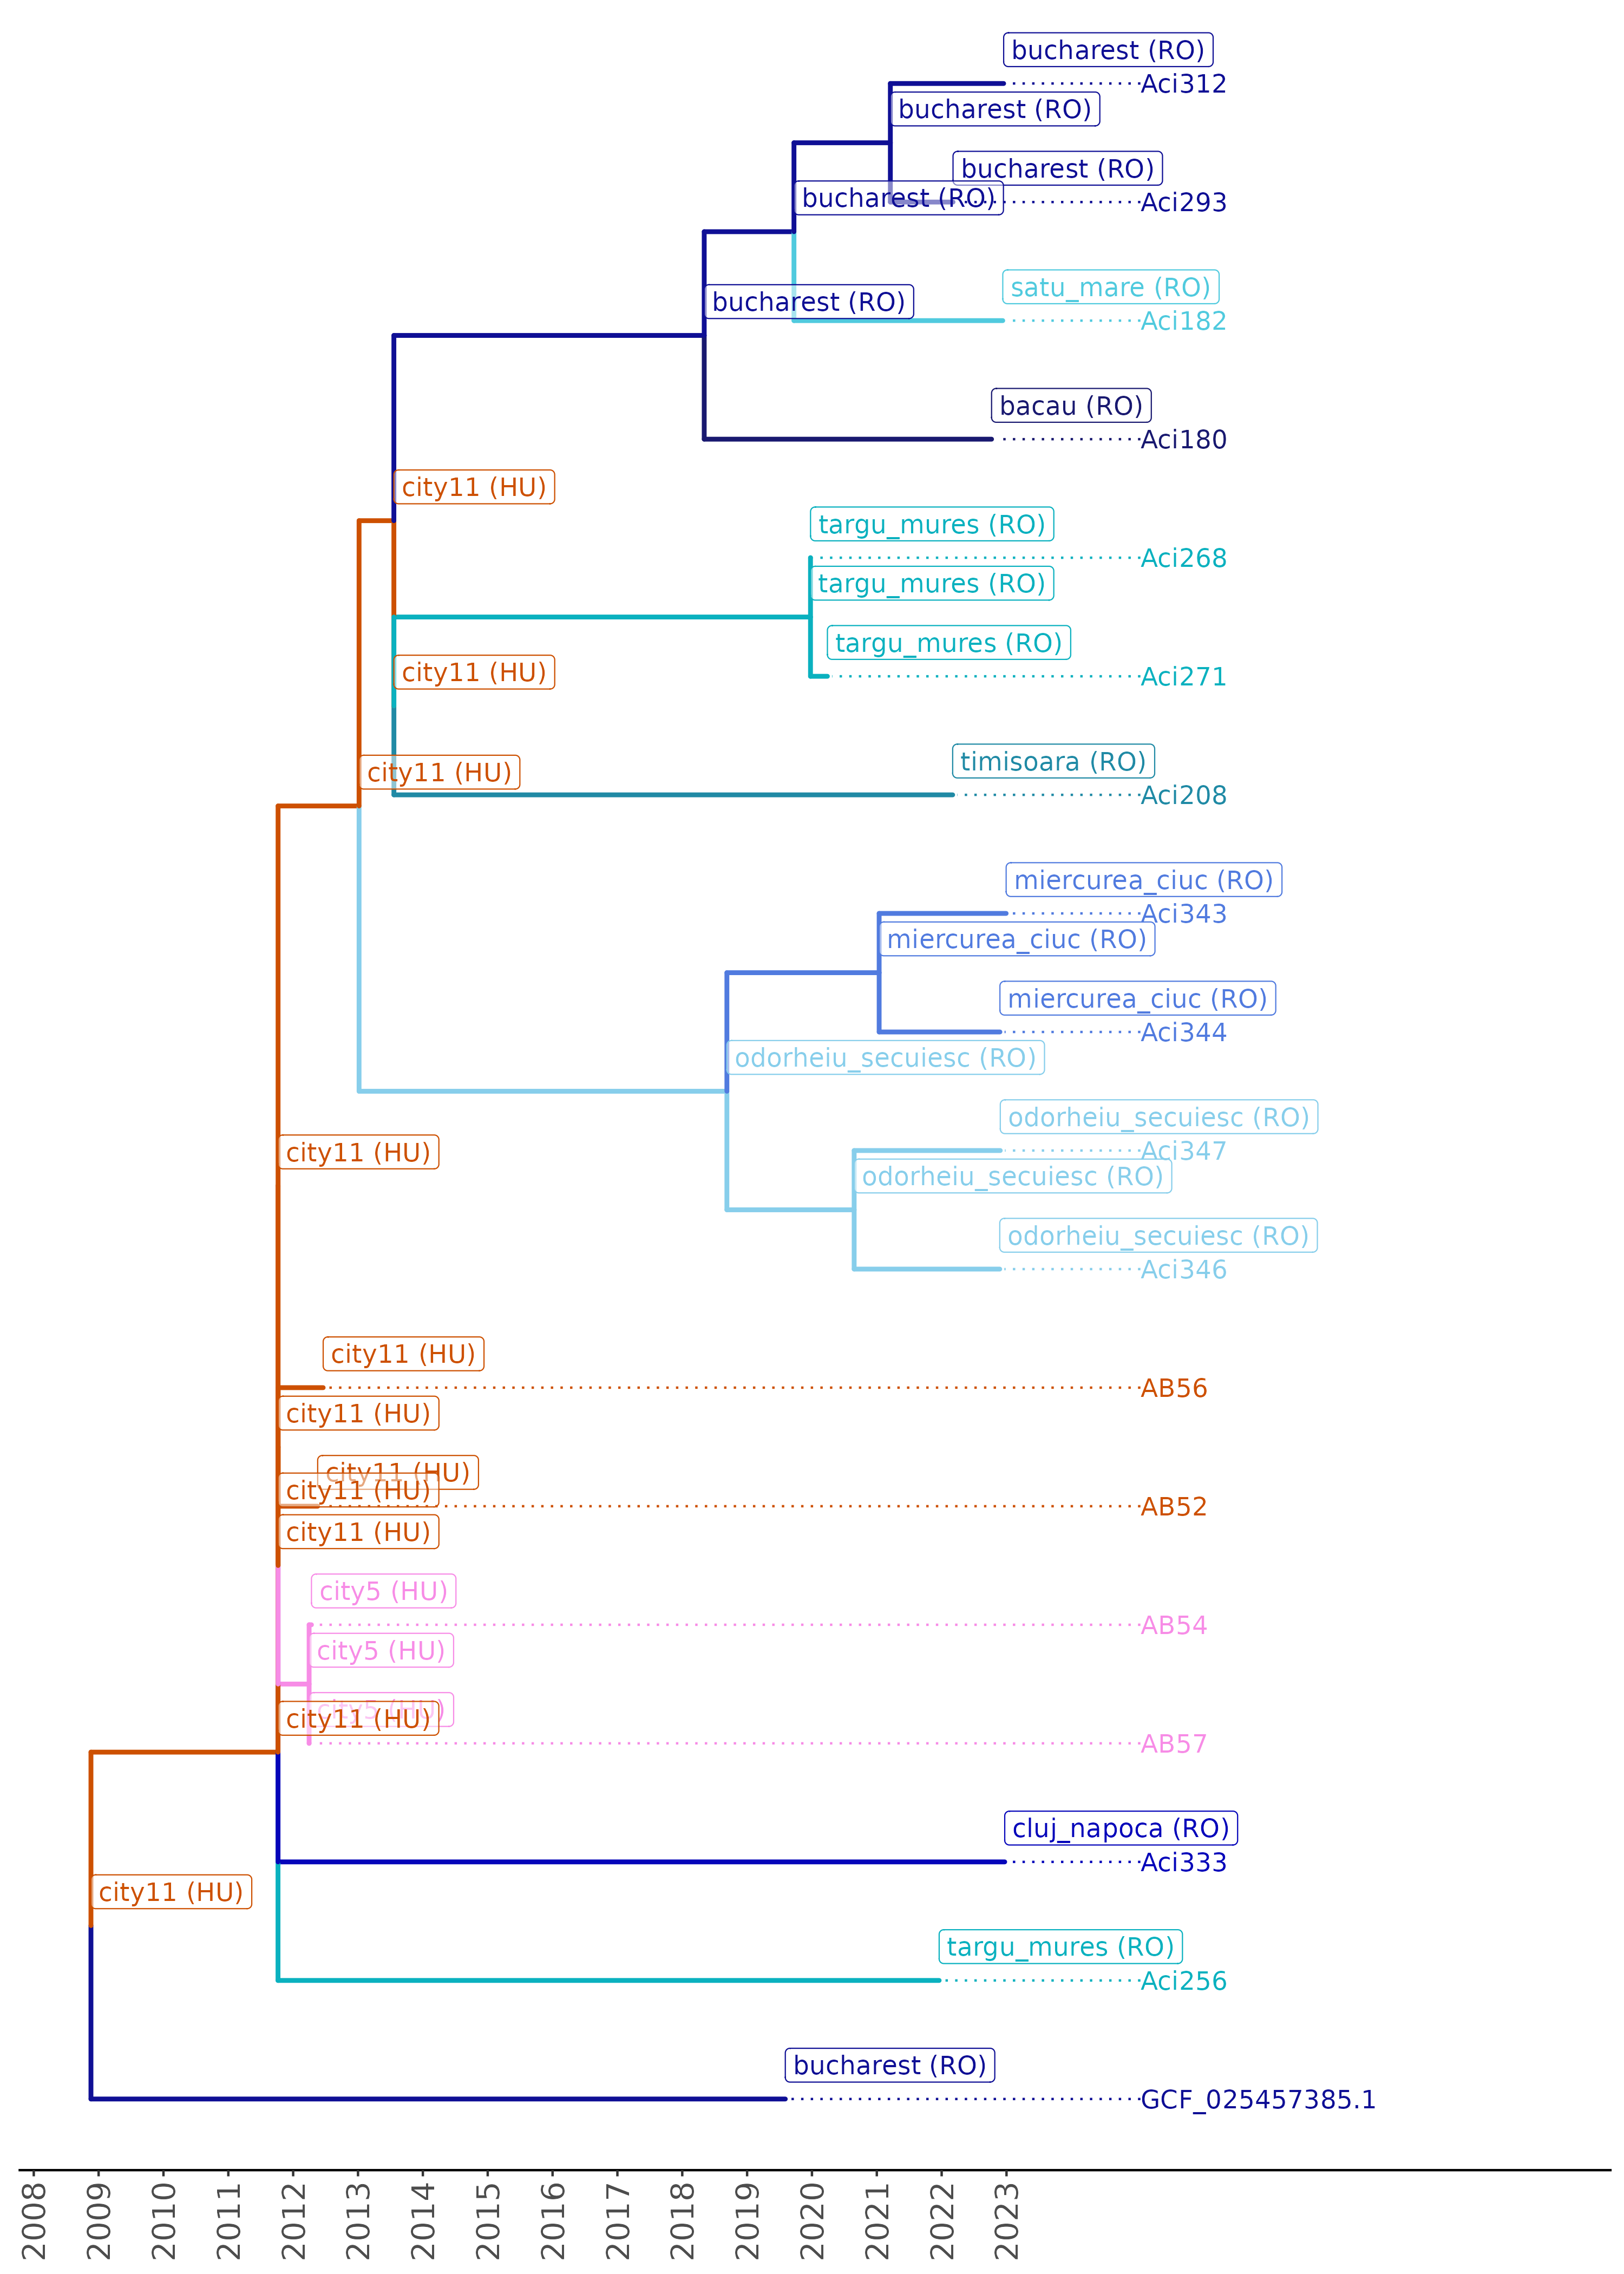 bucharest (RO)
Aci312
bucharest (RO)
bucharest (RO)
Aci293
bucharest (RO)
satu_mare (RO)
bucharest (RO)
Aci182
bacau (RO)
Aci180
city11 (HU)
targu_mures (RO)
Aci268
targu_mures (RO)
targu_mures (RO)
city11 (HU)
Aci271
timisoara (RO)
city11 (HU)
Aci208
miercurea_ciuc (RO)
Aci343
miercurea_ciuc (RO)
miercurea_ciuc (RO)
Aci344
odorheiu_secuiesc (RO)
odorheiu_secuiesc (RO)
city11 (HU)
Aci347
odorheiu_secuiesc (RO)
odorheiu_secuiesc (RO)
Aci346
city11 (HU)
AB56
city11 (HU)
city11 (HU)
city11 (HU)
AB52
city11 (HU)
city5 (HU)
AB54
city5 (HU)
city5 (HU)
city11 (HU)
AB57
cluj_napoca (RO)
Aci333
city11 (HU)
targu_mures (RO)
Aci256
bucharest (RO)
GCF_025457385.1
2008
2009
2010
2011
2012
2013
2014
2015
2016
2017
2018
2019
2020
2021
2022
2023